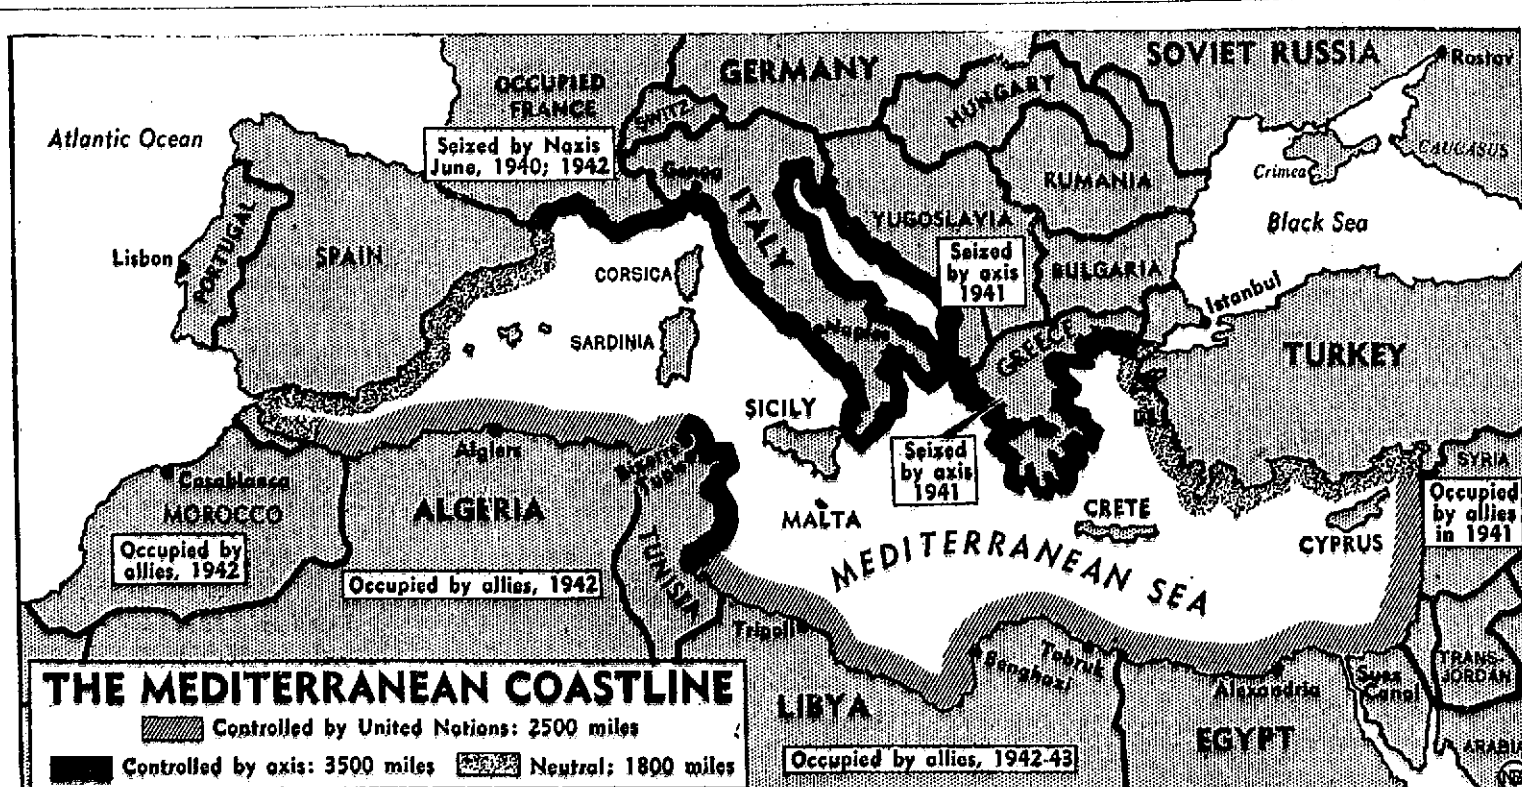 SOVIET RUSSIA
Rostov
GERMANY
OCCUPIED
FRANCE
HUNGARY
SWITZ
Atlantic Ocean
Seized by Nazis
June, 1940; 1942
CAUCASUS
Crimea
Genoa
RUMANIA
ITALY
YUGOSLAVIA
Black Sea
PORTUGAL
Lisbon
SPAIN
Seized
by axis
1941
BULGARIA
CORSICA
Istanbul
Naples
GREECE
SARDINIA
TURKEY
SICILY
Algiers
Bizerte
Tunis
Seized
by axis
1941
SYRIA
Casablanca
MOROCCO
ALGERIA
MALTA
CRETE
CYPRUS
Occupied
by allies
in 1941
Occupied by
allies, 1942
TUNISIA
MEDITERRANEAN SEA
Occupied by allies, 1942
Tripoli
Benghazi
Tobruk
Alexandria
Suez
Canal
TRANS-
JORDAN
LIBYA
EGYPT
ARABIA
Occupied by allies, 1942-43
THE MEDITERRANEAN COASTLINE
Controlled by United Nations: 2500 miles
Controlled by axis: 3500 miles
Neutral: 1800 miles